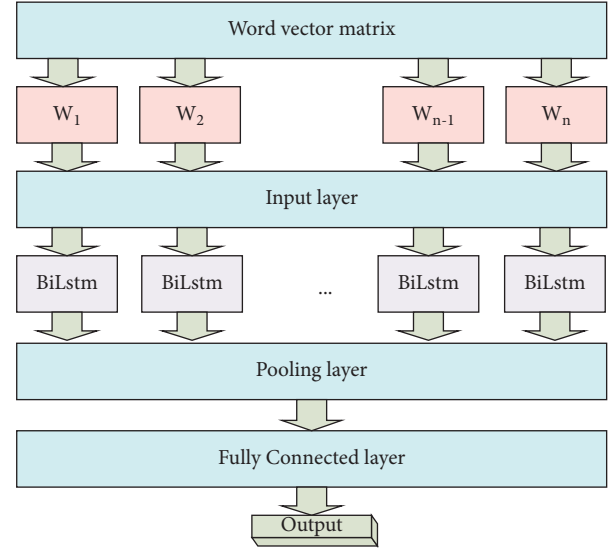 Word vector matrix
W₁ W₂ Wₙ₋₁ Wₙ
Input layer
BiLstm BiLstm ... BiLstm BiLstm
Pooling layer
Fully Connected layer
Output